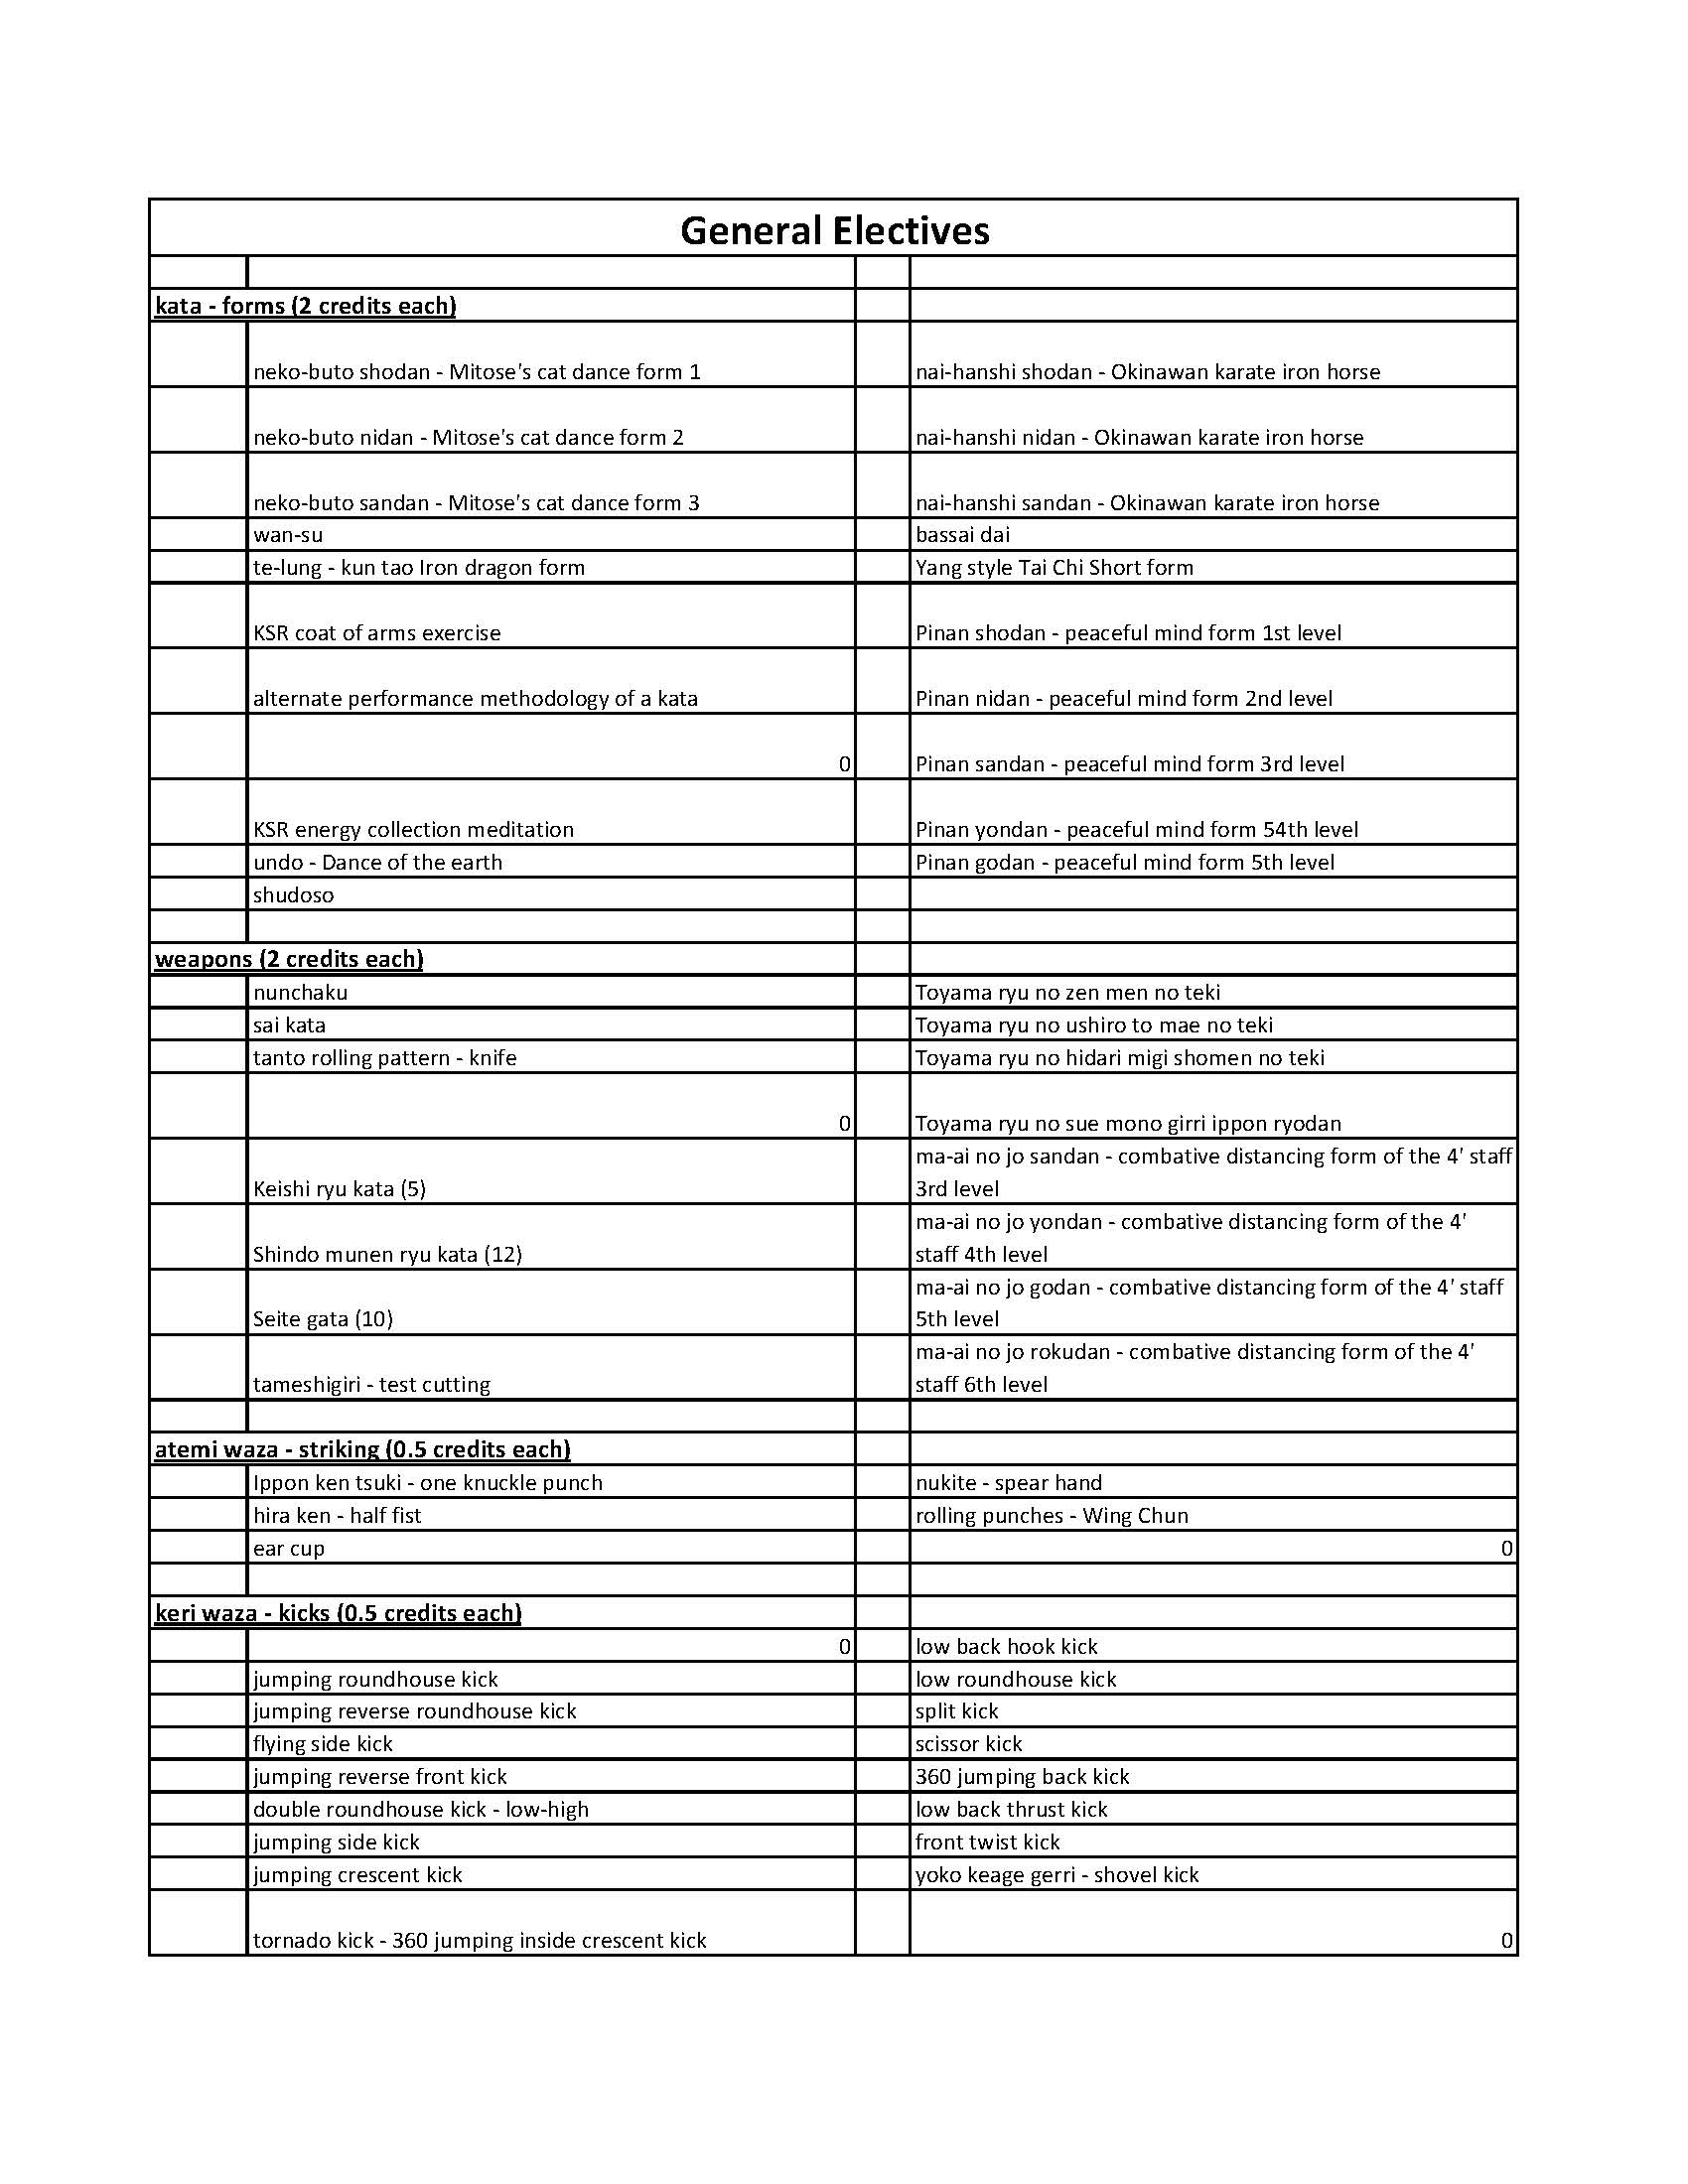 General Electives
kata - forms (2 credits each)
neko-buto shodan - Mitose's cat dance form 1
nai-hanshi shodan - Okinawan karate iron horse
neko-buto nidan - Mitose's cat dance form 2
nai-hanshi nidan - Okinawan karate iron horse
neko-buto sandan - Mitose's cat dance form 3
nai-hanshi sandan - Okinawan karate iron horse
wan-su
bassai dai
te-lung - kun tao Iron dragon form
Yang style Tai Chi Short form
KSR coat of arms exercise
Pinan shodan - peaceful mind form 1st level
alternate performance methodology of a kata
Pinan nidan - peaceful mind form 2nd level
0
Pinan sandan - peaceful mind form 3rd level
KSR energy collection meditation
Pinan yondan - peaceful mind form 54th level
undo - Dance of the earth
Pinan godan - peaceful mind form 5th level
shudoso
weapons (2 credits each)
nunchaku
Toyama ryu no zen men no teki
sai kata
Toyama ryu no ushiro to mae no teki
tanto rolling pattern - knife
Toyama ryu no hidari migi shomen no teki
0
Toyama ryu no sue mono girri ippon ryodan
Keishi ryu kata (5)
ma-ai no jo sandan - combative distancing form of the 4' staff
3rd level
Shindo munen ryu kata (12)
ma-ai no jo yondan - combative distancing form of the 4'
staff 4th level
Seite gata (10)
ma-ai no jo godan - combative distancing form of the 4' staff
5th level
tameshigiri - test cutting
ma-ai no jo rokudan - combative distancing form of the 4'
staff 6th level
atemi waza - striking (0.5 credits each)
Ippon ken tsuki - one knuckle punch
nukite - spear hand
hira ken - half fist
rolling punches - Wing Chun
ear cup
0
keri waza - kicks (0.5 credits each)
0
low back hook kick
jumping roundhouse kick
low roundhouse kick
jumping reverse roundhouse kick
split kick
flying side kick
scissor kick
jumping reverse front kick
360 jumping back kick
double roundhouse kick - low-high
low back thrust kick
jumping side kick
front twist kick
jumping crescent kick
yoko keage gerri - shovel kick
tornado kick - 360 jumping inside crescent kick
0